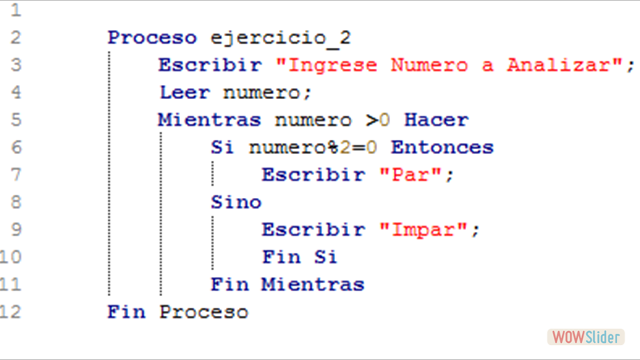 1
2 Proceso ejercicio_2
3 Escribir "Ingrese Numero a Analizar";
4 Leer numero;
5 Mientras numero >0 Hacer
6 Si numero%2=0 Entonces
7 Escribir "Par";
8 Sino
9 Escribir "Impar";
10 Fin Si
11 Fin Mientras
12 Fin Proceso
WOWSlider